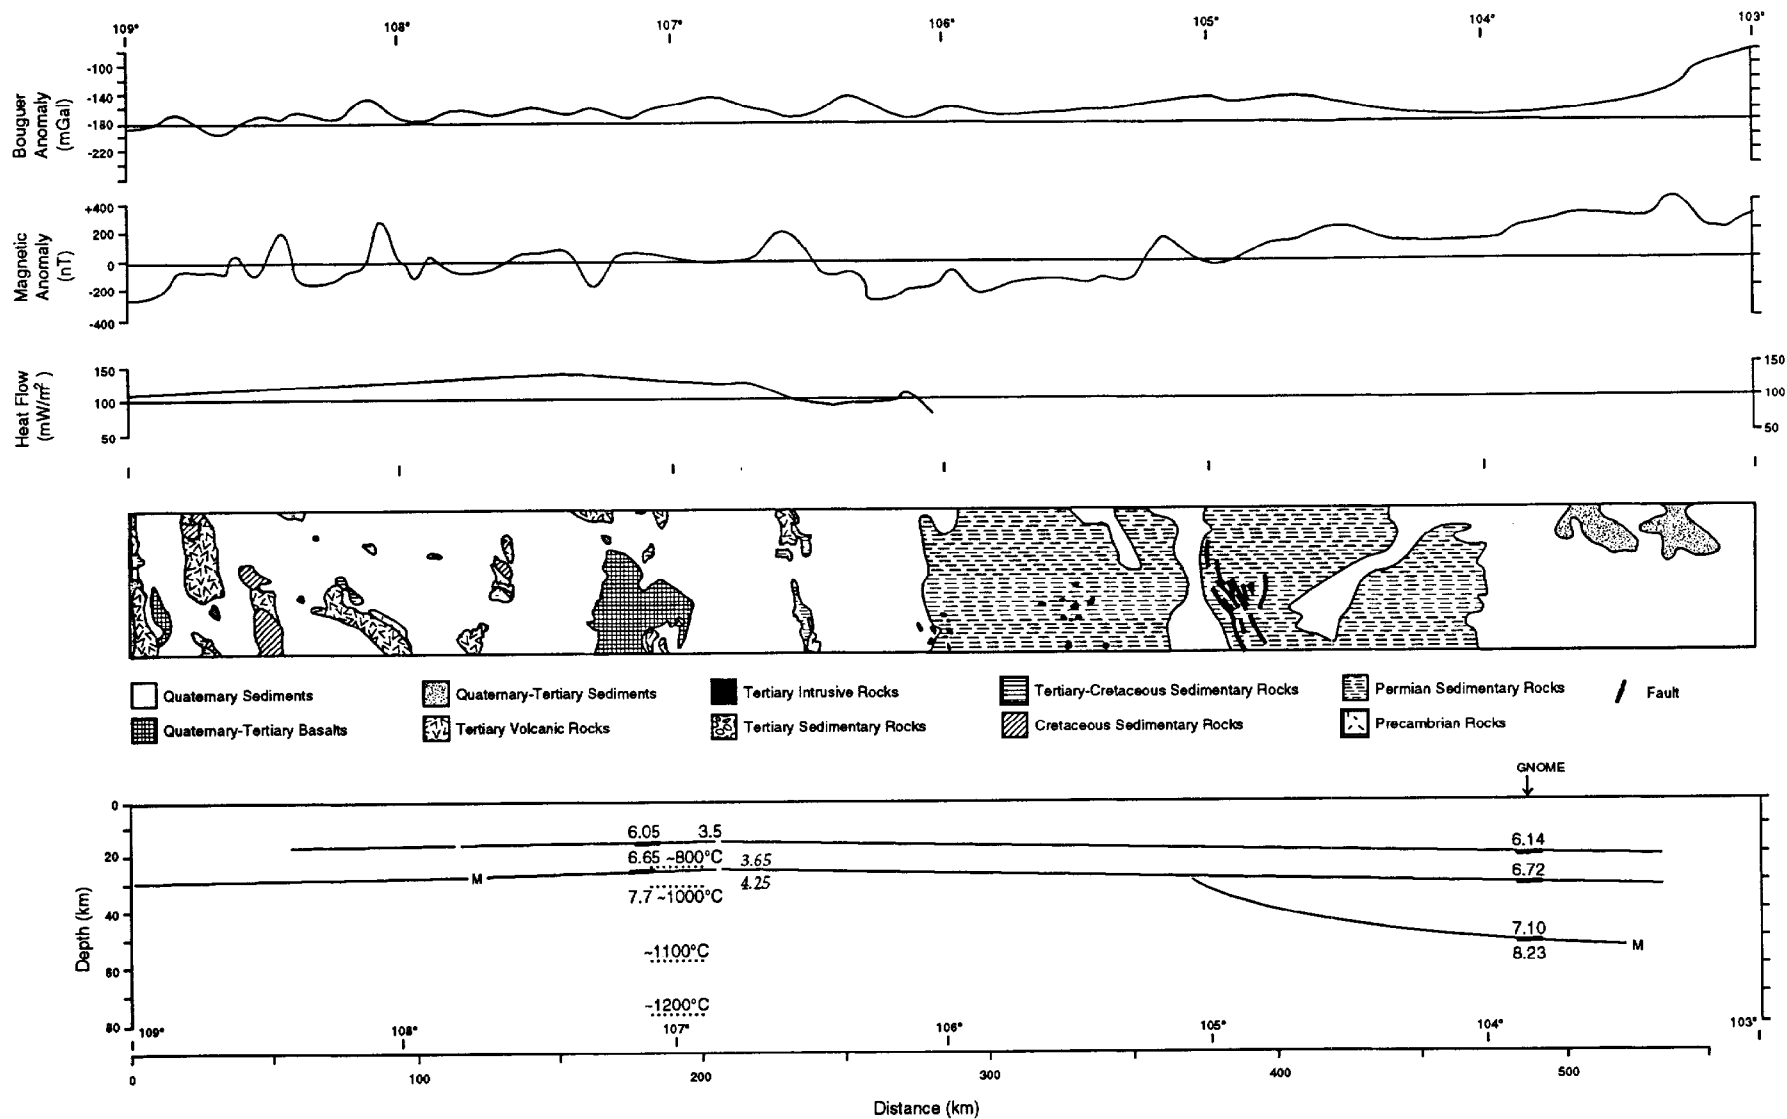 109° 108° 107° 106° 105° 104° 103°
Bouguer
Anomaly
(mGal)
-100
-140
-180
-220
Magnetic
Anomaly
(nT)
+400
200
0
-200
-400
Heat Flow
(mW/m²)
150
100
50
150
100
50
Quaternary Sediments
Quaternary-Tertiary Sediments
Tertiary Intrusive Rocks
Tertiary-Cretaceous Sedimentary Rocks
Permian Sedimentary Rocks
Fault
Quaternary-Tertiary Basalts
Tertiary Volcanic Rocks
Tertiary Sedimentary Rocks
Cretaceous Sedimentary Rocks
Precambrian Rocks
GNOME
Depth (km)
0
20
40
60
80
6.05 3.5
6.65 ~800°C 3.65
M
4.25
7.7 ~1000°C
~1100°C
~1200°C
6.14
6.72
7.10
M
8.23
109° 108° 107° 106° 105° 104° 103°
0 100 200 300 400 500
Distance (km)